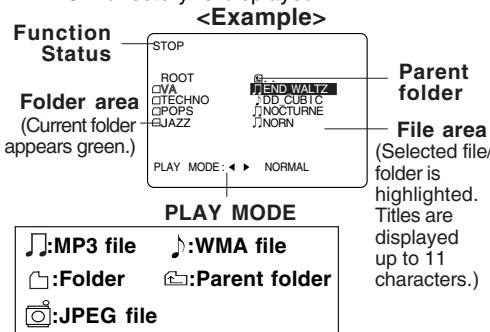 <Example>
Function
Status
STOP
ROOT
VA
TECHNO
POPS
JAZZ
. .
END WALTZ
DD_CUBIC
NOCTURNE
NORN
PLAY MODE: ◄ ► NORMAL
Folder area
(Current folder
appears green.)
Parent
folder
File area
(Selected file/
folder is
highlighted.
Titles are
displayed
up to 11
characters.)
PLAY MODE
:MP3 file :WMA file
:Folder :Parent folder
:JPEG file